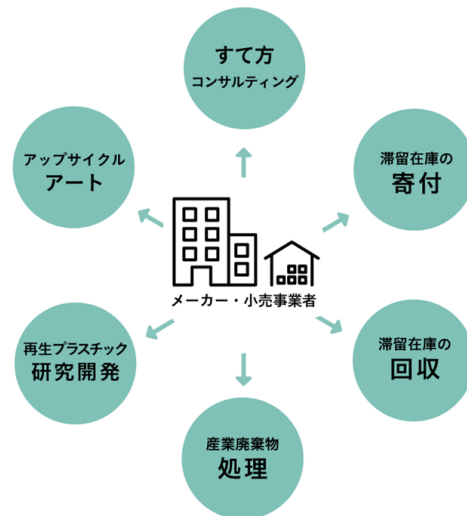 すて方
コンサルティング
アップサイクル
アート
滞留在庫の
寄付
メーカー・小売事業者
再生プラスチック
研究開発
滞留在庫の
回収
産業廃棄物
処理